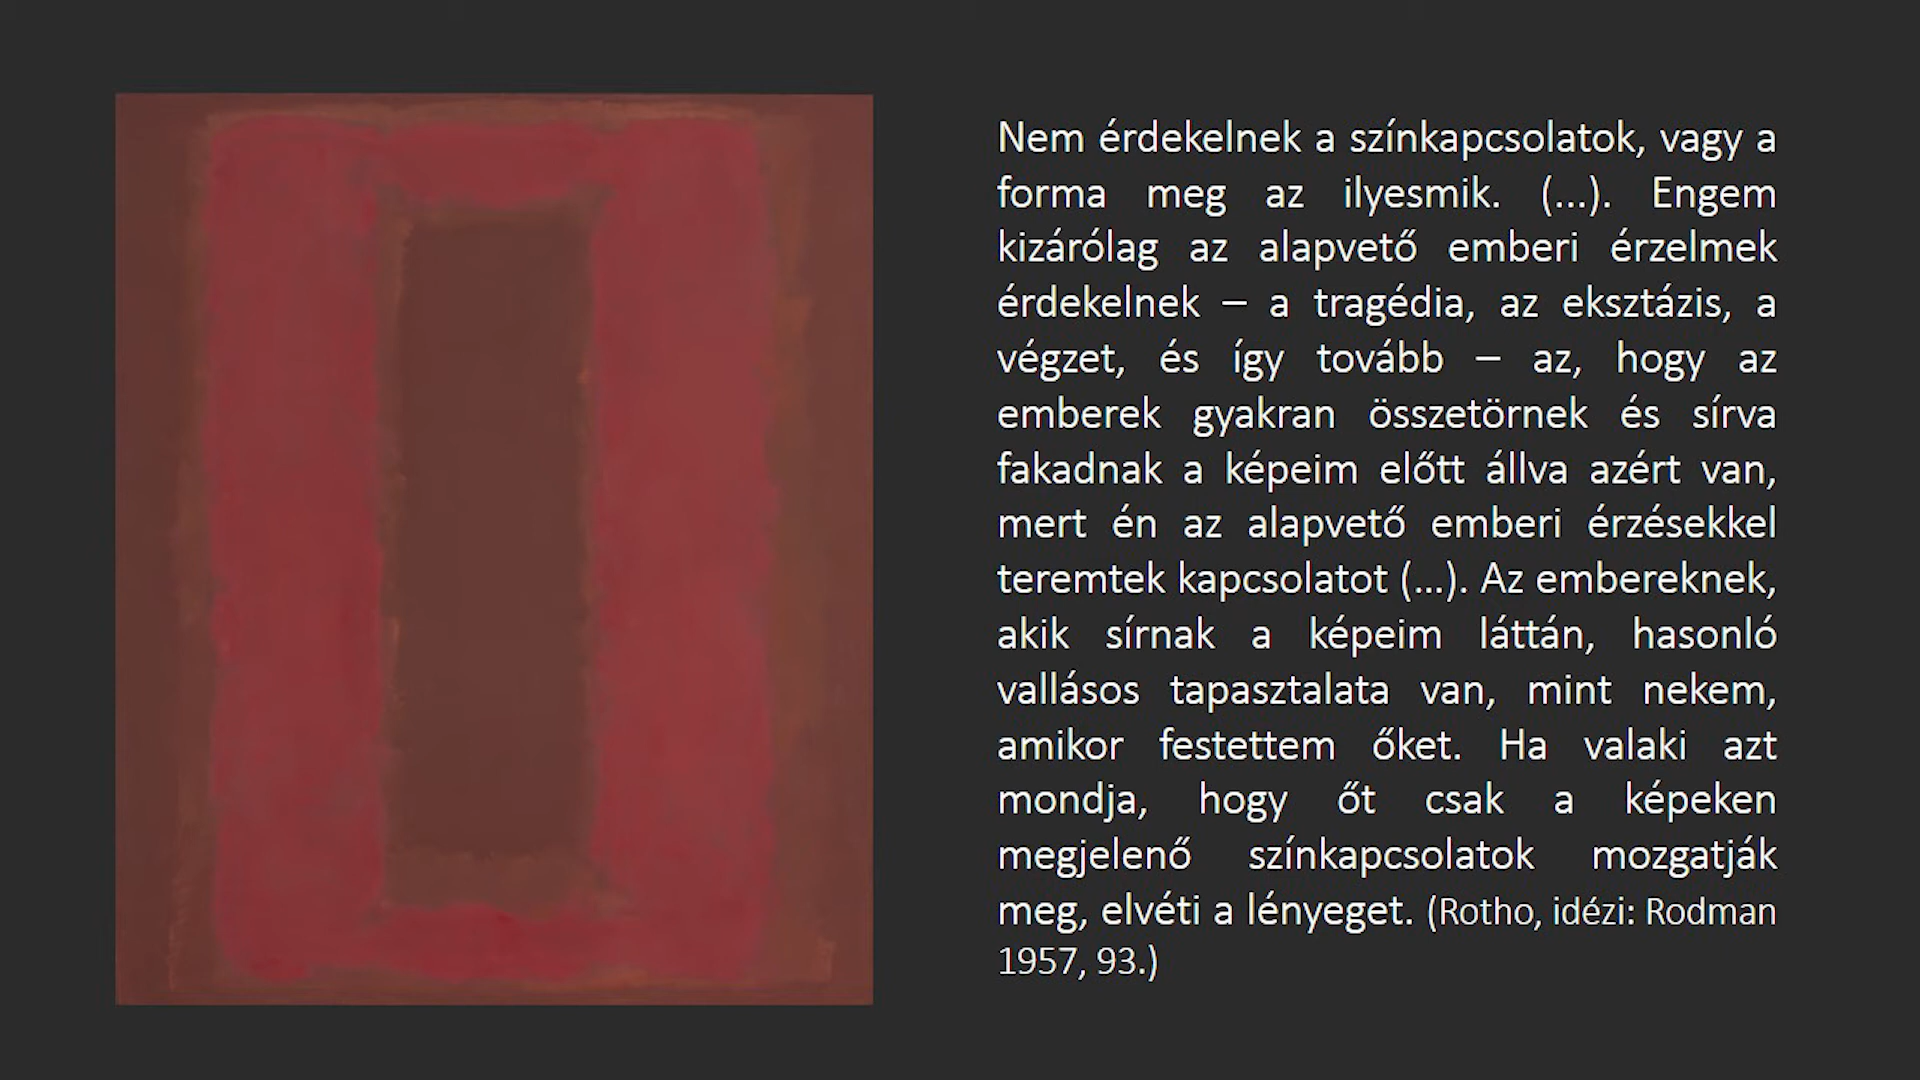 Nem érdekelnek a színkapcsolatok, vagy a
forma meg az ilyesmik. (...). Engem
kizárólag az alapvető emberi érzelmek
érdekelnek – a tragédia, az eksztázis, a
végzet, és így tovább – az, hogy az
emberek gyakran összetörnek és sírva
fakadnak a képeim előtt állva azért van,
mert én az alapvető emberi érzésekkel
teremtek kapcsolatot (...). Az embereknek,
akik sírnak a képeim láttán, hasonló
vallásos tapasztalata van, mint nekem,
amikor festettem őket. Ha valaki azt
mondja, hogy őt csak a képeken
megjelenő színkapcsolatok mozgatják
meg, elvéti a lényeget. (Rotho, idézi: Rodman
1957, 93.)